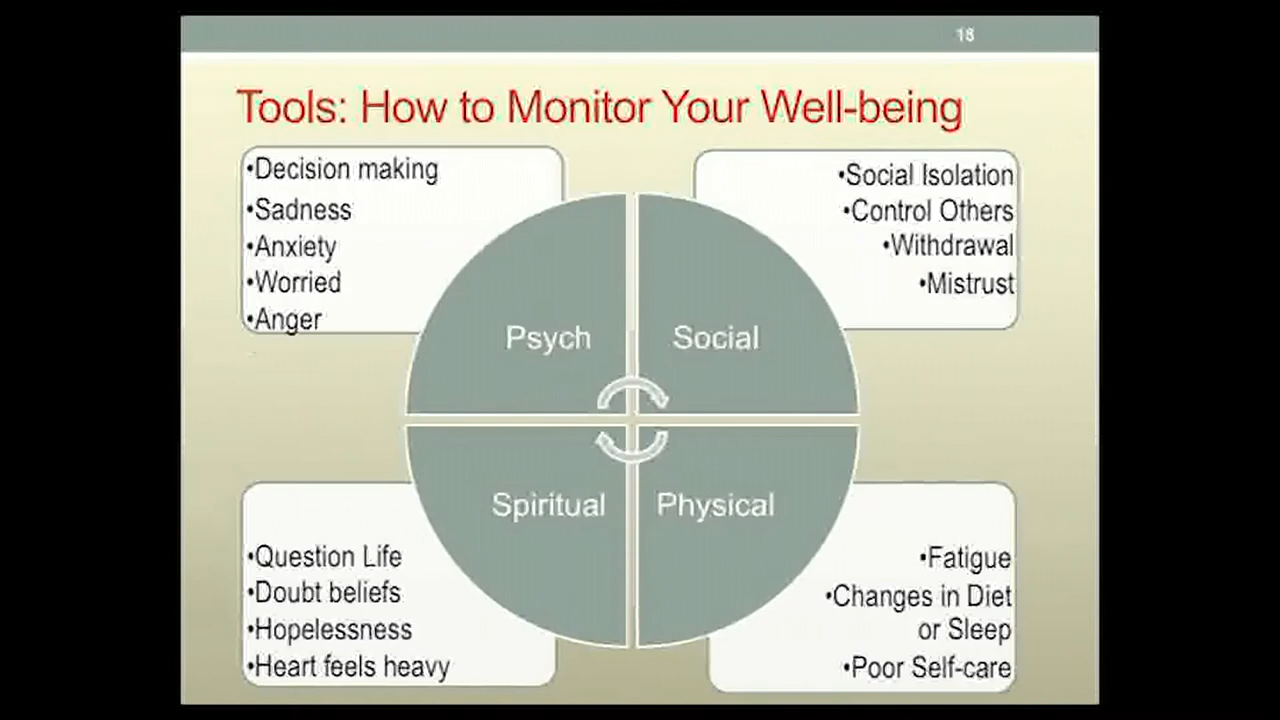 18
Tools: How to Monitor Your Well-being
•Decision making
•Sadness
•Anxiety
•Worried
•Anger
•Social Isolation
•Control Others
•Withdrawal
•Mistrust
Psych
Social
Spiritual
Physical
•Question Life
•Doubt beliefs
•Hopelessness
•Heart feels heavy
•Fatigue
•Changes in Diet
or Sleep
•Poor Self-care